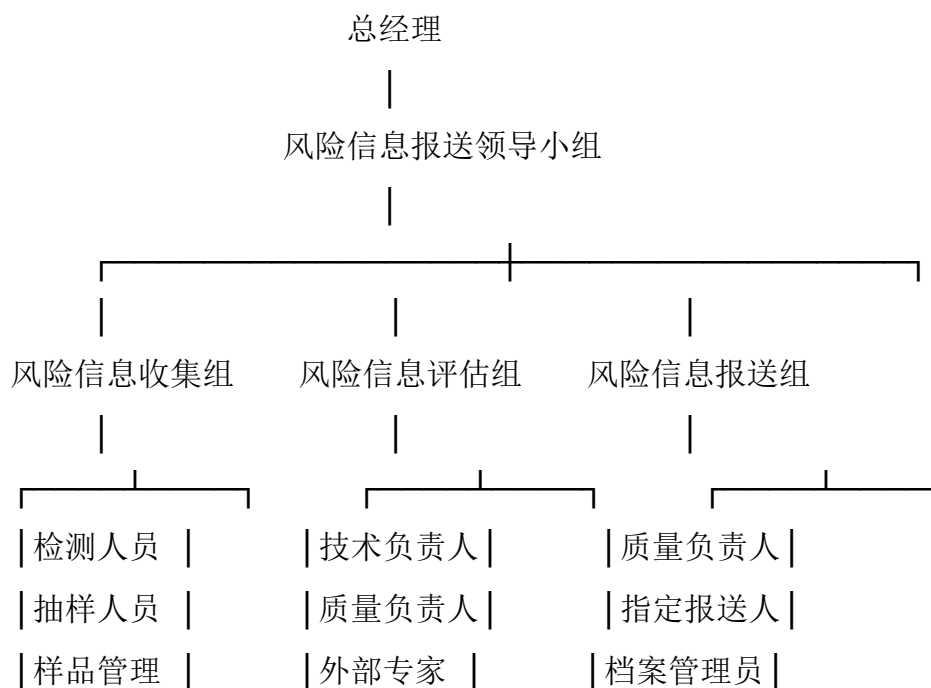 总经理
风险信息报送领导小组
风险信息收集组 风险信息评估组 风险信息报送组
检测人员 技术负责人 质量负责人
抽样人员 质量负责人 指定报送人
样品管理 外部专家 档案管理员